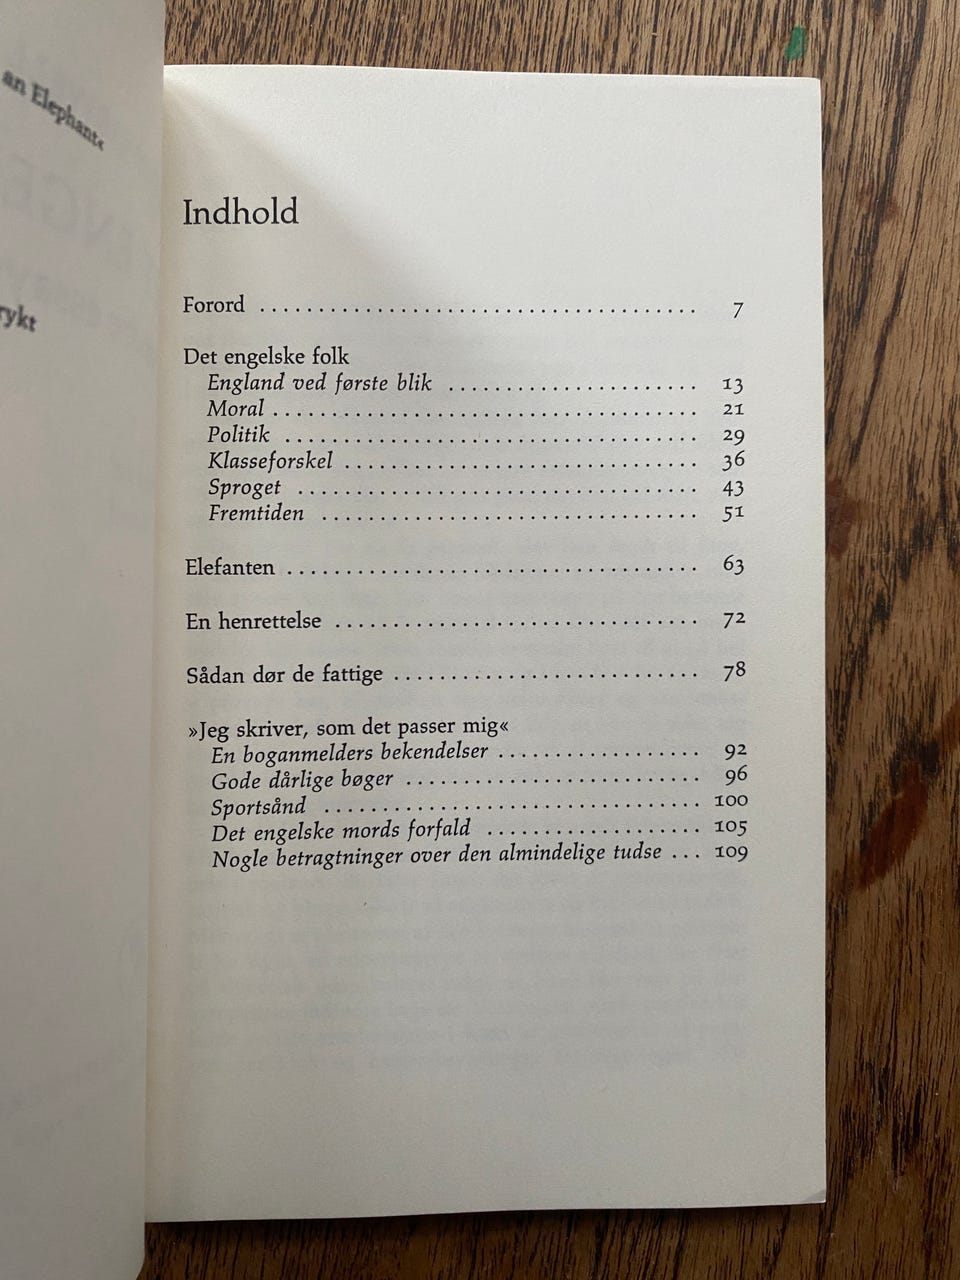 an Elephant«
rykt
Indhold
Forord ........................................ 7
Det engelske folk
England ved første blik ...................... 13
Moral ..................................... 21
Politik .................................... 29
Klasseforskel ............................... 36
Sproget ................................... 43
Fremtiden ................................. 51
Elefanten .................................... 63
En henrettelse ................................ 72
Sådan dør de fattige ........................... 78
»Jeg skriver, som det passer mig«
En boganmelders bekendelser .................. 92
Gode dårlige bøger .......................... 96
Sportsånd ................................. 100
Det engelske mords forfald ................... 105
Nogle betragtninger over den almindelige tudse ... 109